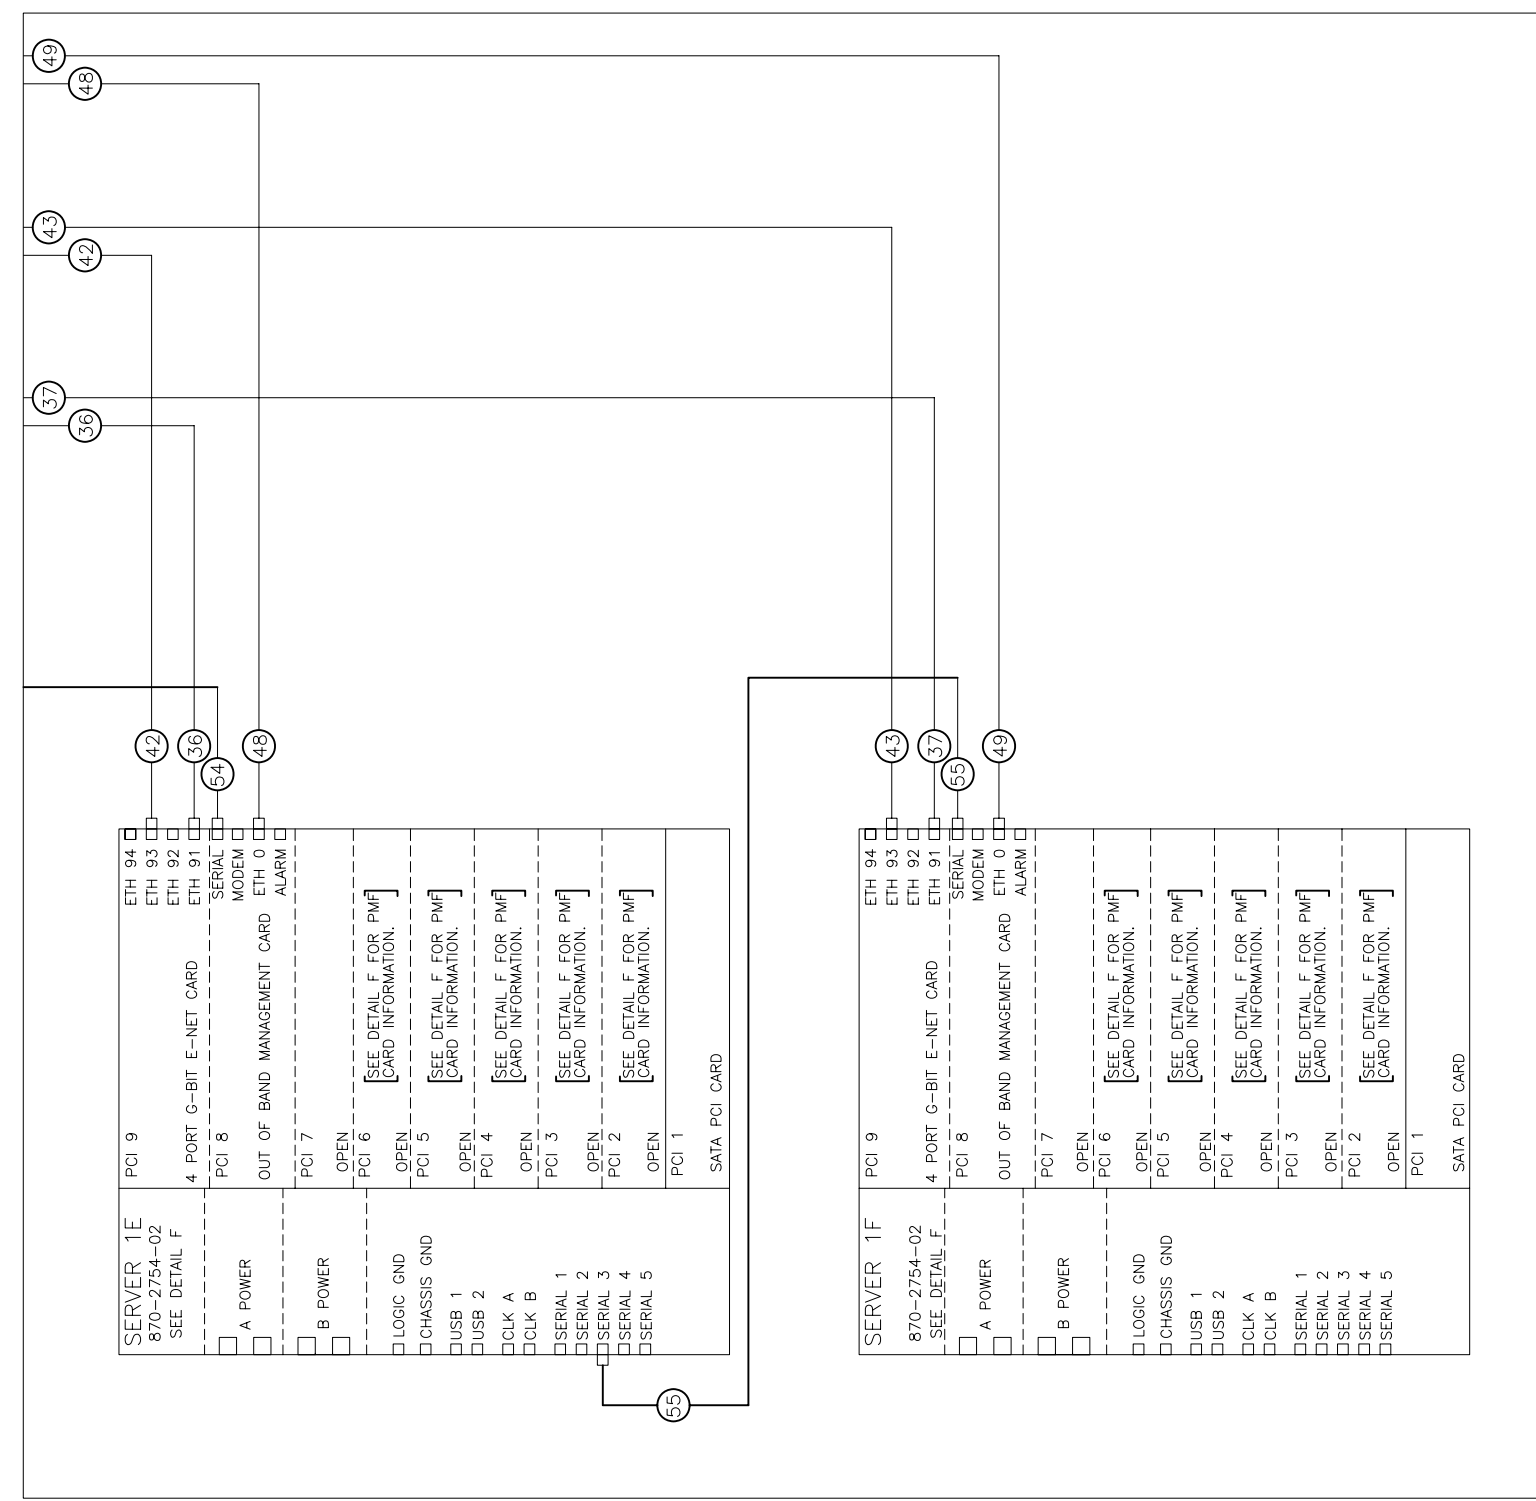 49
48
43
42
37
36
42
36
48
54
43
37
55
49
ETH 94
ETH 93
ETH 92
ETH 91
SERIAL
MODEM
ETH 0
ALARM
PCI 9
4 PORT G-BIT E-NET CARD
PCI 8
OUT OF BAND MANAGEMENT CARD
PCI 7
OPEN
PCI 6
SEE DETAIL F FOR PMF
CARD INFORMATION.
OPEN
PCI 5
SEE DETAIL F FOR PMF
CARD INFORMATION.
OPEN
PCI 4
SEE DETAIL F FOR PMF
CARD INFORMATION.
OPEN
PCI 3
SEE DETAIL F FOR PMF
CARD INFORMATION.
OPEN
PCI 2
SEE DETAIL F FOR PMF
CARD INFORMATION.
OPEN
PCI 1
SATA PCI CARD
SERVER 1E
870-2754-02
SEE DETAIL F
A POWER
B POWER
LOGIC GND
CHASSIS GND
USB 1
USB 2
CLK A
CLK B
SERIAL 1
SERIAL 2
SERIAL 3
SERIAL 4
SERIAL 5
55
ETH 94
ETH 93
ETH 92
ETH 91
SERIAL
MODEM
ETH 0
ALARM
PCI 9
4 PORT G-BIT E-NET CARD
PCI 8
OUT OF BAND MANAGEMENT CARD
PCI 7
OPEN
PCI 6
SEE DETAIL F FOR PMF
CARD INFORMATION.
OPEN
PCI 5
SEE DETAIL F FOR PMF
CARD INFORMATION.
OPEN
PCI 4
SEE DETAIL F FOR PMF
CARD INFORMATION.
OPEN
PCI 3
SEE DETAIL F FOR PMF
CARD INFORMATION.
OPEN
PCI 2
SEE DETAIL F FOR PMF
CARD INFORMATION.
OPEN
PCI 1
SATA PCI CARD
SERVER 1F
870-2754-02
SEE DETAIL F
A POWER
B POWER
LOGIC GND
CHASSIS GND
USB 1
USB 2
CLK A
CLK B
SERIAL 1
SERIAL 2
SERIAL 3
SERIAL 4
SERIAL 5